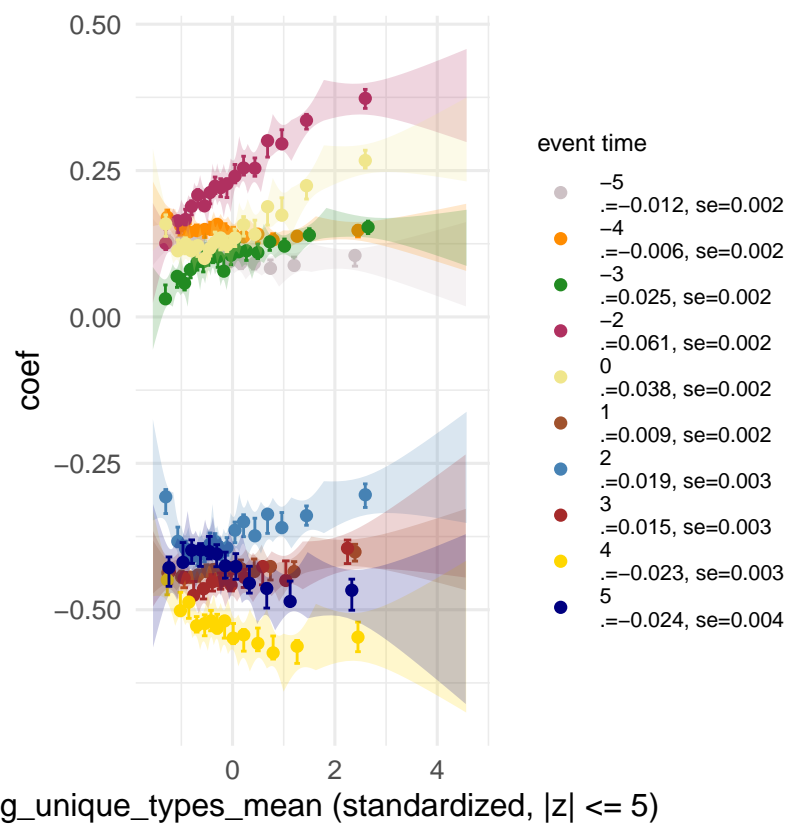 0.50
0.25
0.00
−0.25
−0.50
coef
0
2
4
g_unique_types_mean (standardized, |z| <= 5)
event time
−5
.=−0.012, se=0.002
−4
.=−0.006, se=0.002
−3
.=0.025, se=0.002
−2
.=0.061, se=0.002
0
.=0.038, se=0.002
1
.=0.009, se=0.002
2
.=0.019, se=0.003
3
.=0.015, se=0.003
4
.=−0.023, se=0.003
5
.=−0.024, se=0.004